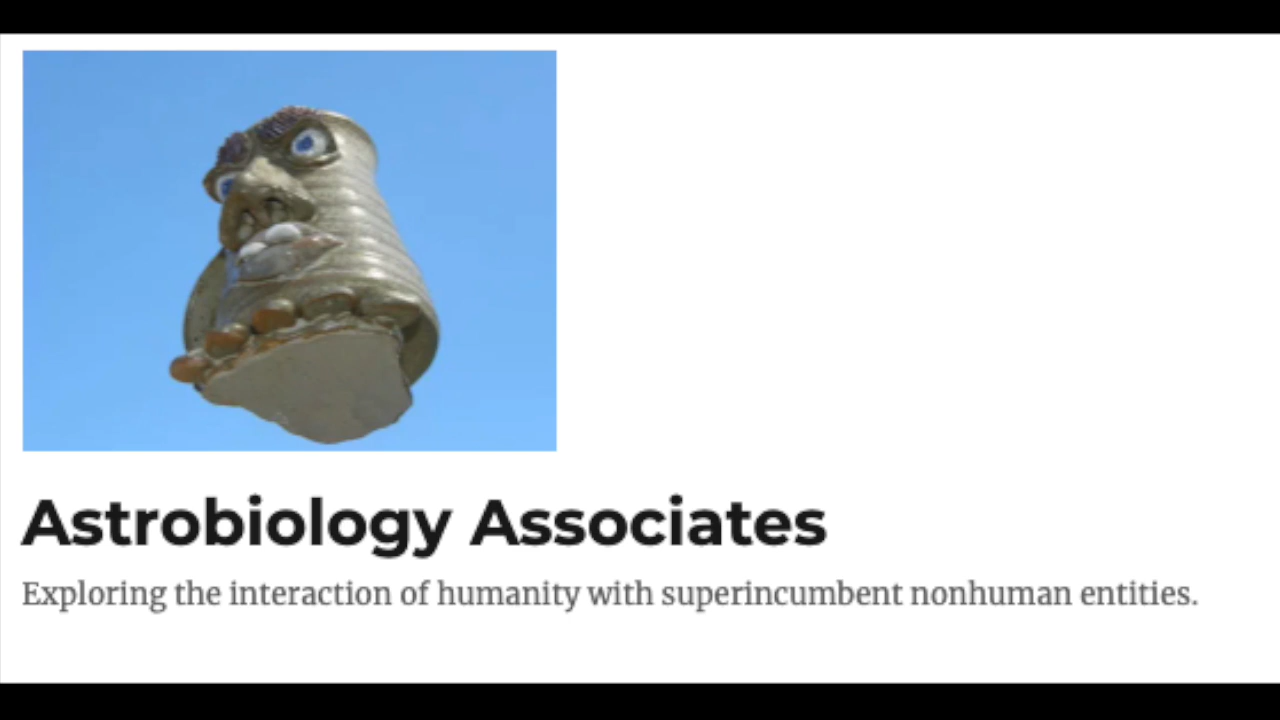 Astrobiology Associates
Exploring the interaction of humanity with superincumbent nonhuman entities.